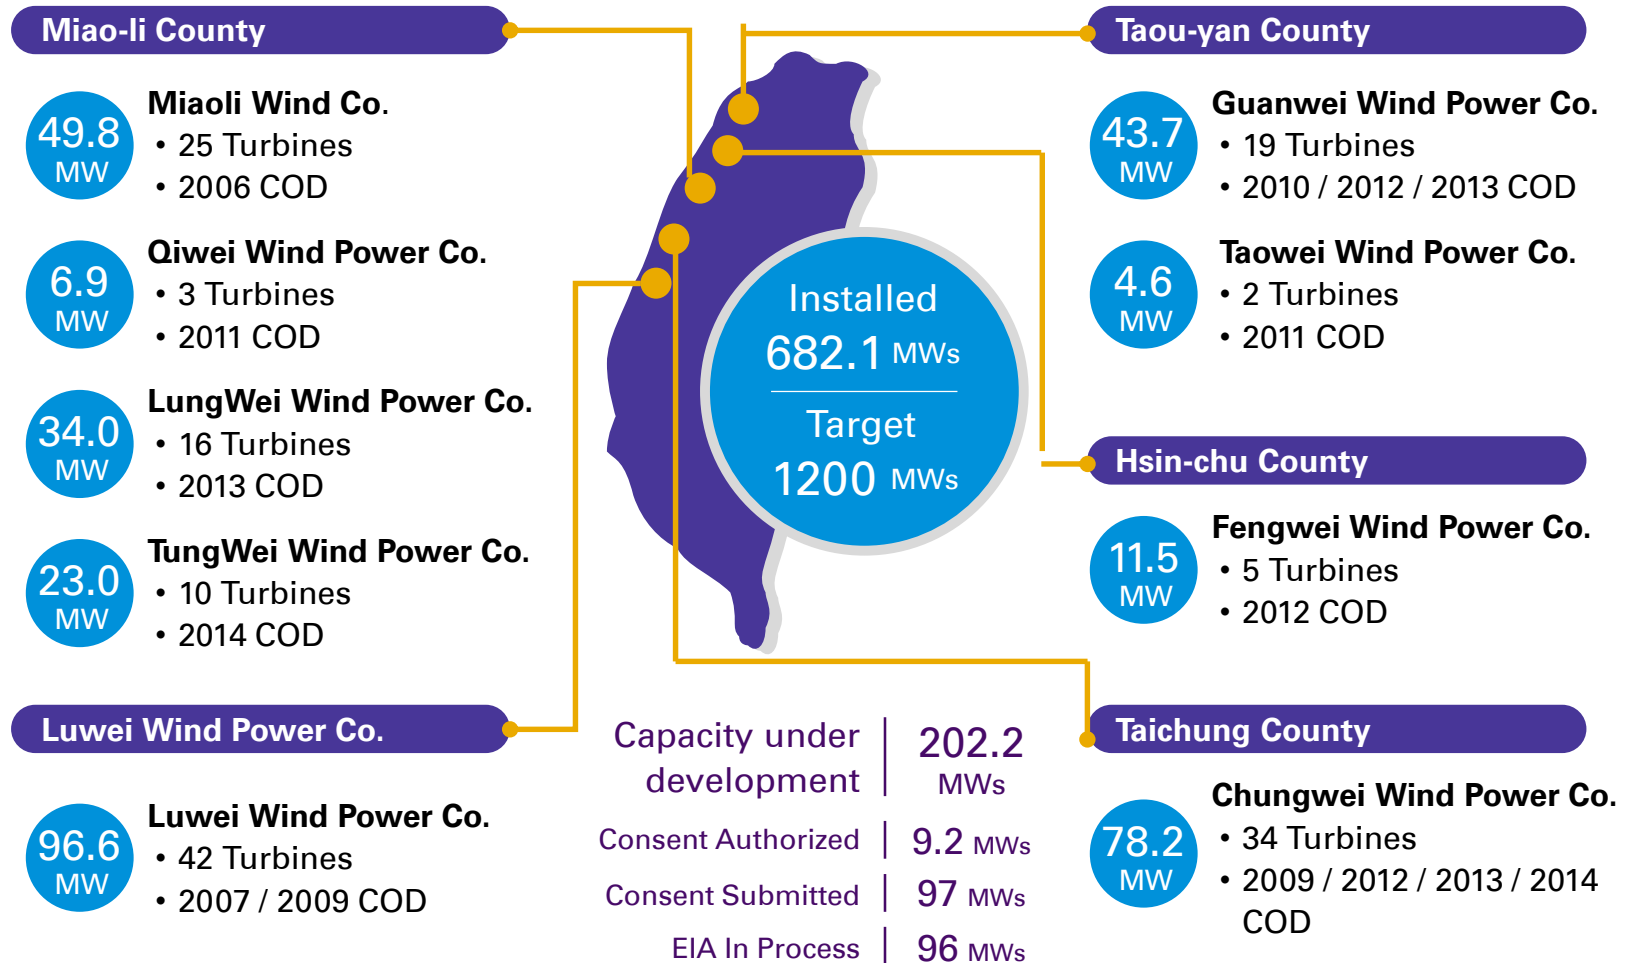 Miao-li County
49.8
MW
Miaoli Wind Co.
• 25 Turbines
• 2006 COD
6.9
MW
Qiwei Wind Power Co.
• 3 Turbines
• 2011 COD
34.0
MW
LungWei Wind Power Co.
• 16 Turbines
• 2013 COD
23.0
MW
TungWei Wind Power Co.
• 10 Turbines
• 2014 COD
Luwei Wind Power Co.
96.6
MW
Luwei Wind Power Co.
• 42 Turbines
• 2007 / 2009 COD
Installed
682.1 MWs
Target
1200 MWs
Capacity under
development
202.2
MWs
Consent Authorized 9.2 MWs
Consent Submitted 97 MWs
EIA In Process 96 MWs
Taou-yan County
43.7
MW
Guanwei Wind Power Co.
• 19 Turbines
• 2010 / 2012 / 2013 COD
4.6
MW
Taowei Wind Power Co.
• 2 Turbines
• 2011 COD
Hsin-chu County
11.5
MW
Fengwei Wind Power Co.
• 5 Turbines
• 2012 COD
Taichung County
78.2
MW
Chungwei Wind Power Co.
• 34 Turbines
• 2009 / 2012 / 2013 / 2014
COD